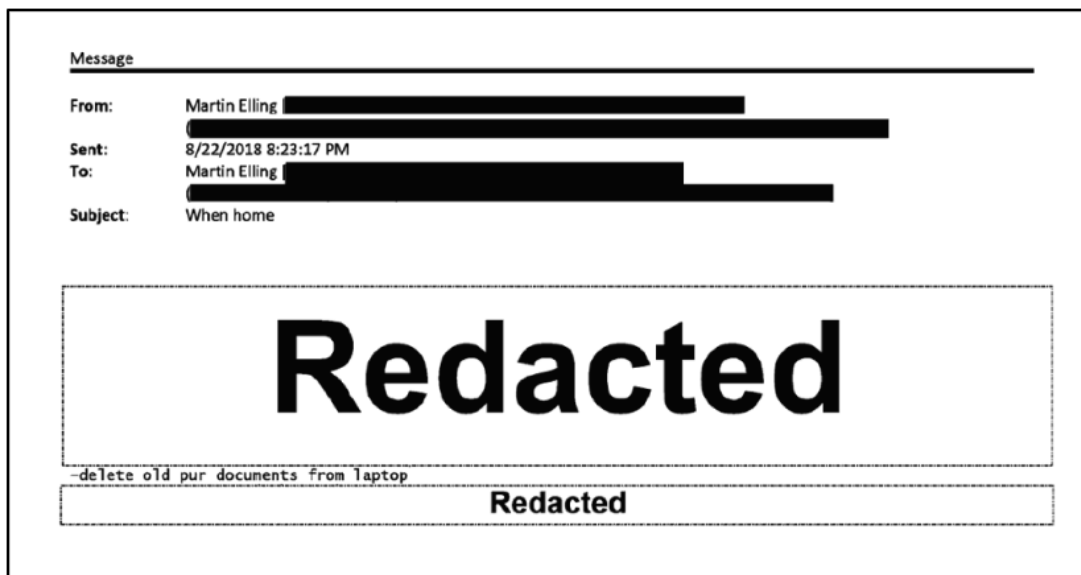 Message
From: Martin Elling [
(
Sent: 8/22/2018 8:23:17 PM
To: Martin Elling [
(
Subject: When home
Redacted
-delete old pur documents from laptop
Redacted